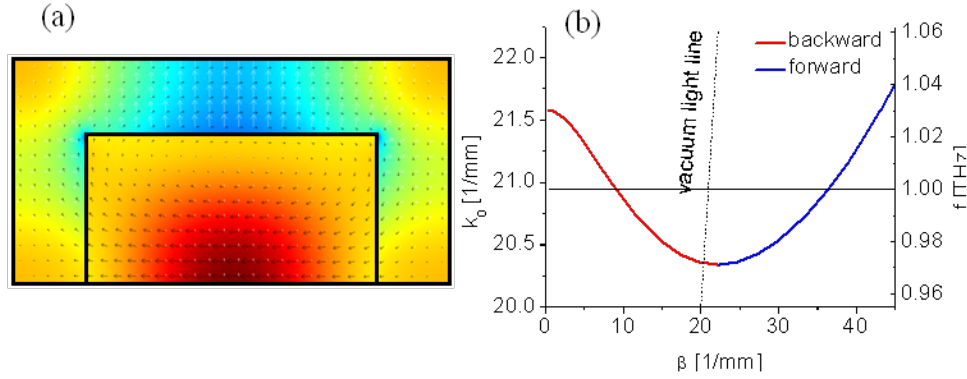 (a)
(b)
backward
forward
vacuum light line
k0 [1/mm]
22.0
21.5
21.0
20.5
20.0
0
10
20
30
40
β [1/mm]
1.06
1.04
1.02
1.00
0.98
0.96
f [THz]